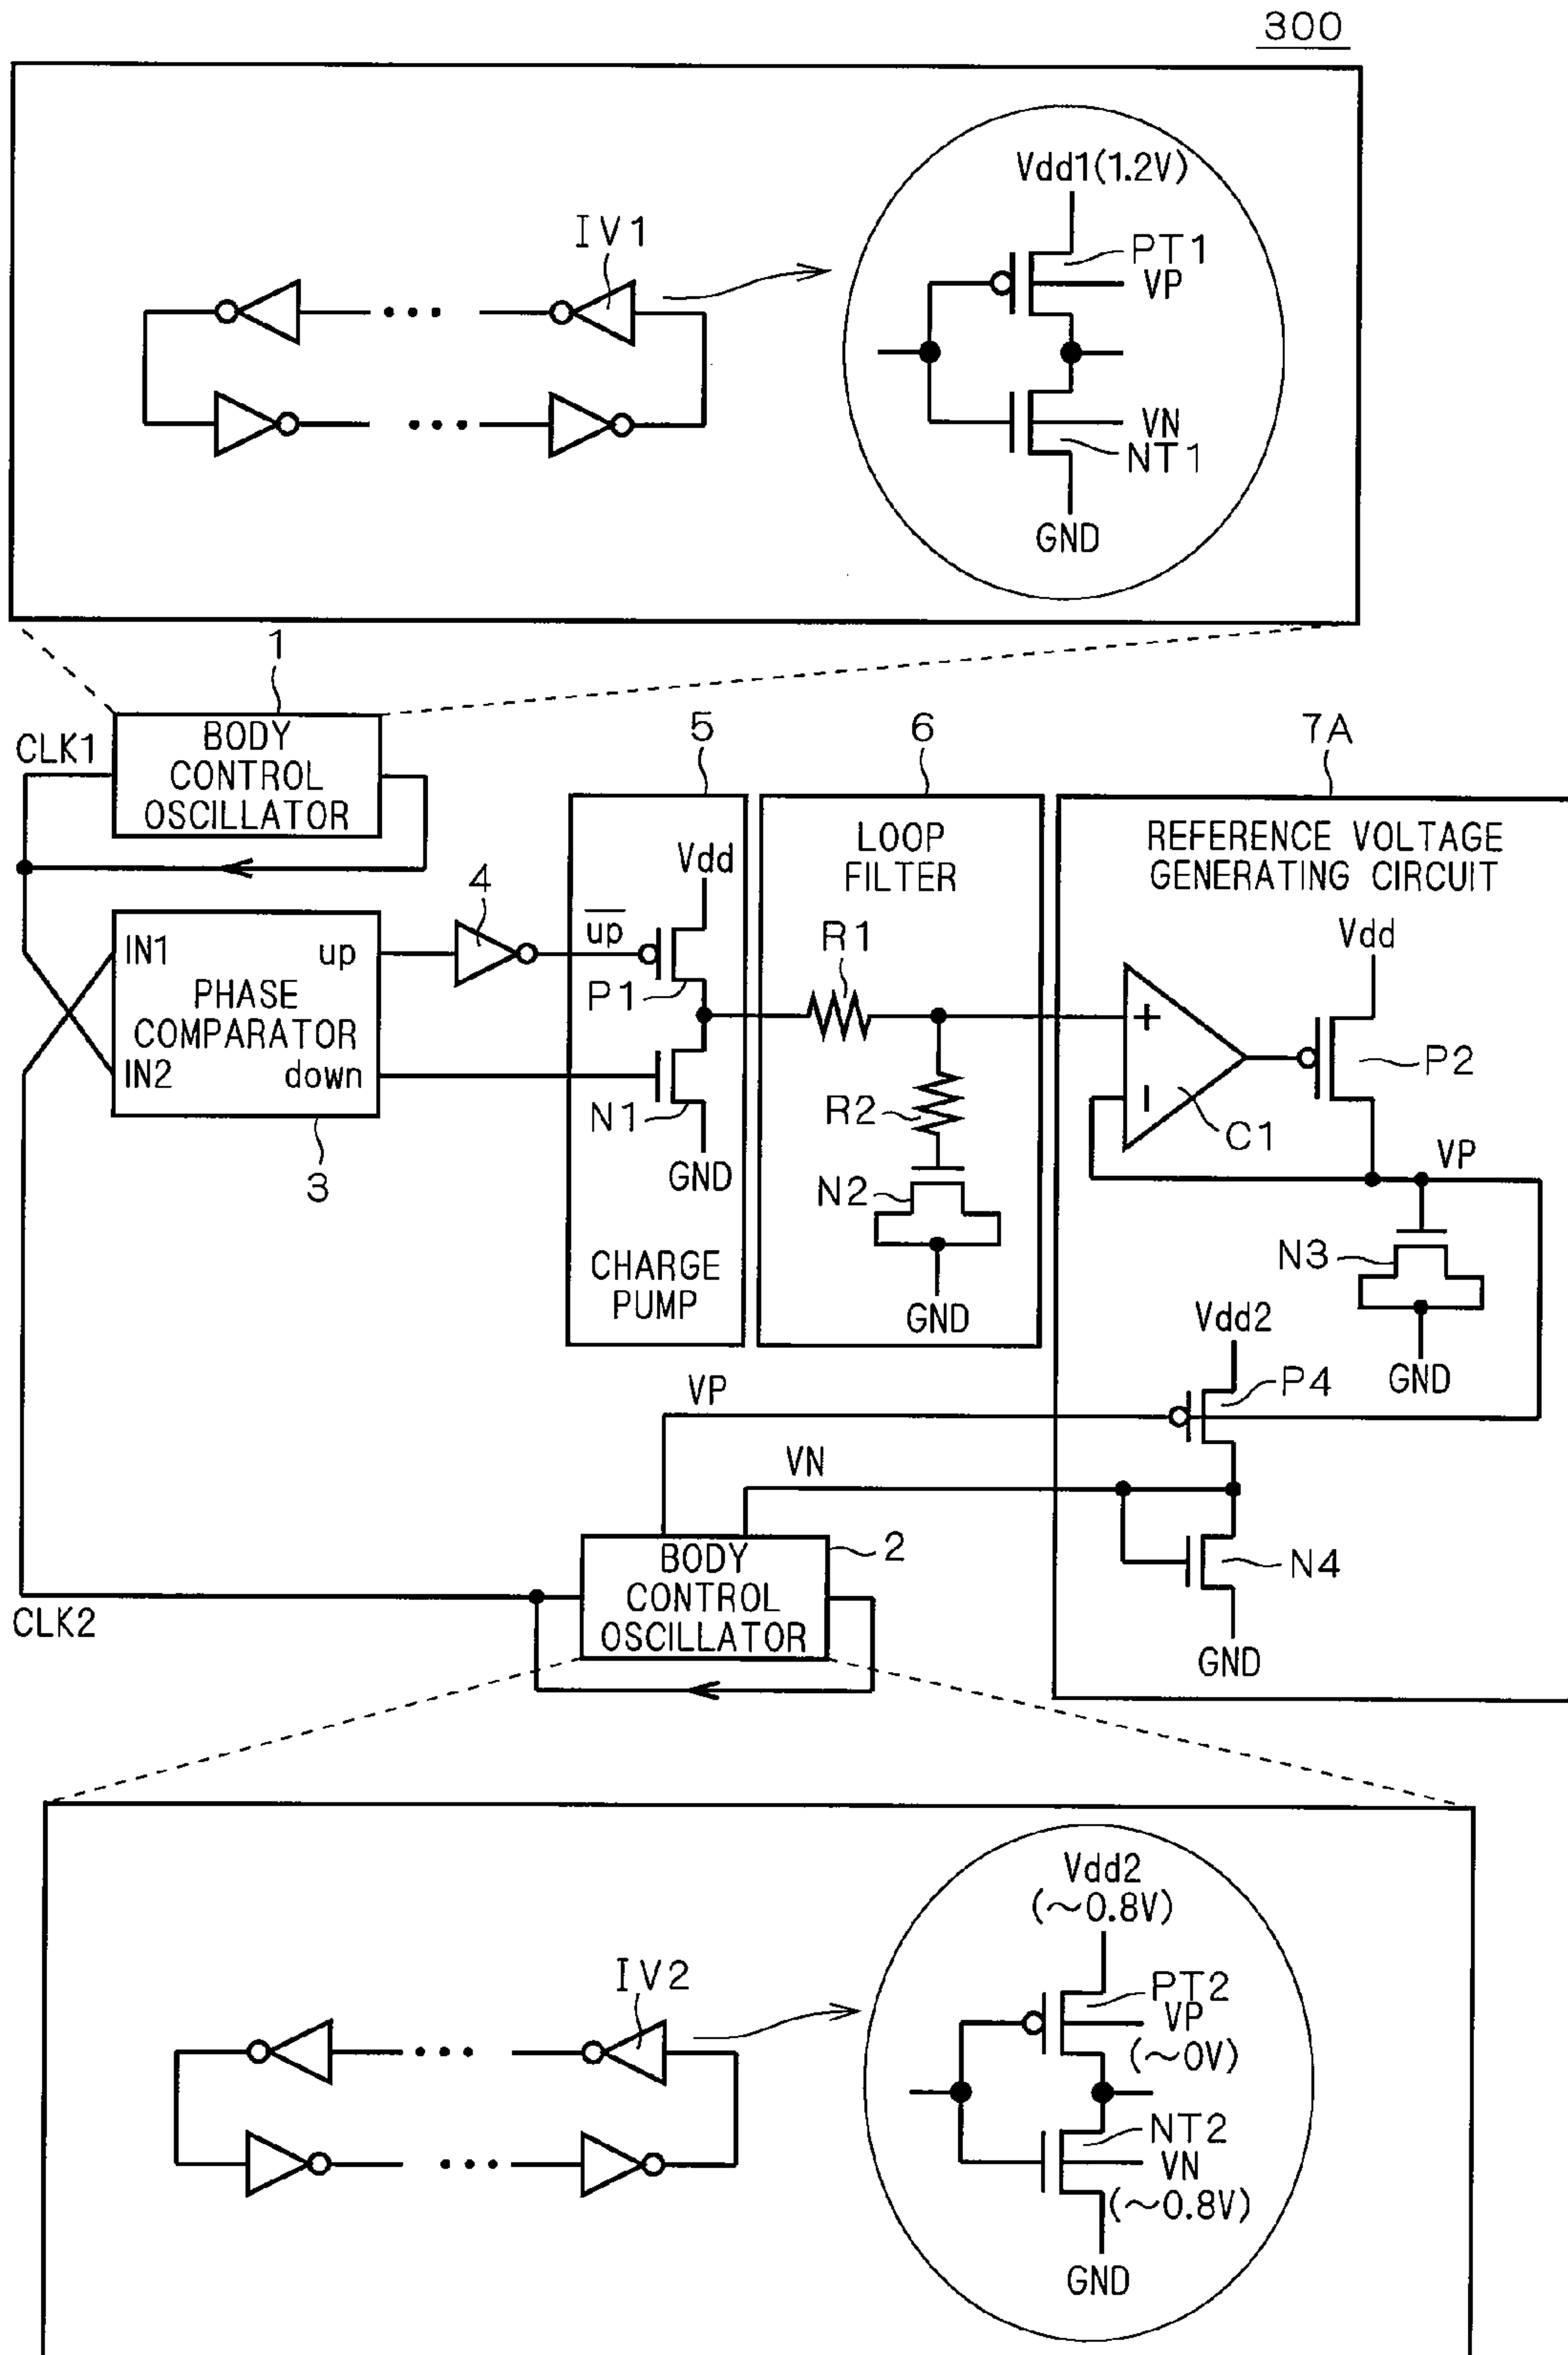 300
Vdd1(1.2V)
IV1
PT1
VP
VN
NT1
GND
1
CLK1
BODY
CONTROL
OSCILLATOR
5
6
7A
Vdd
LOOP
FILTER
REFERENCE VOLTAGE
GENERATING CIRCUIT
4
IN1
up
PHASE
COMPARATOR
IN2
down
3
up
P1
N1
GND
CHARGE
PUMP
R1
R2
N2
GND
Vdd
+
-
P2
C1
VP
N3
GND
Vdd2
P4
VP
VN
N4
GND
2
BODY
CONTROL
OSCILLATOR
CLK2
Vdd2
(~0.8V)
IV2
PT2
VP
(~0V)
NT2
VN
(~0.8V)
GND